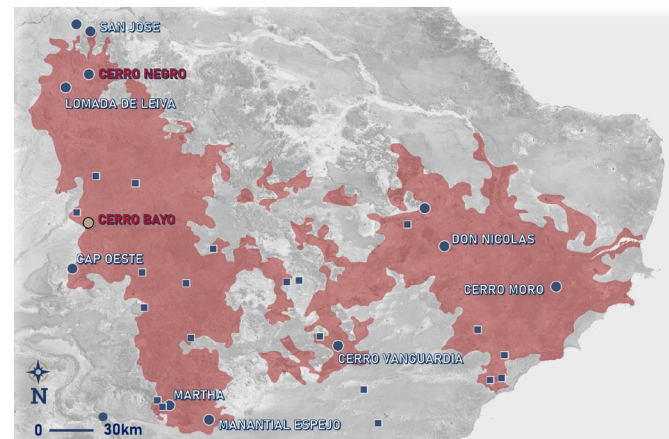 SAN JOSE
CERRO NEGRO
LOMADA DE LEIVA
CERRO BAYO
DON NICOLAS
CAP OESTE
CERRO MORO
CERRO VANGUARDIA
MARTHA
MANANTIAL ESPEJO
N
0 30km